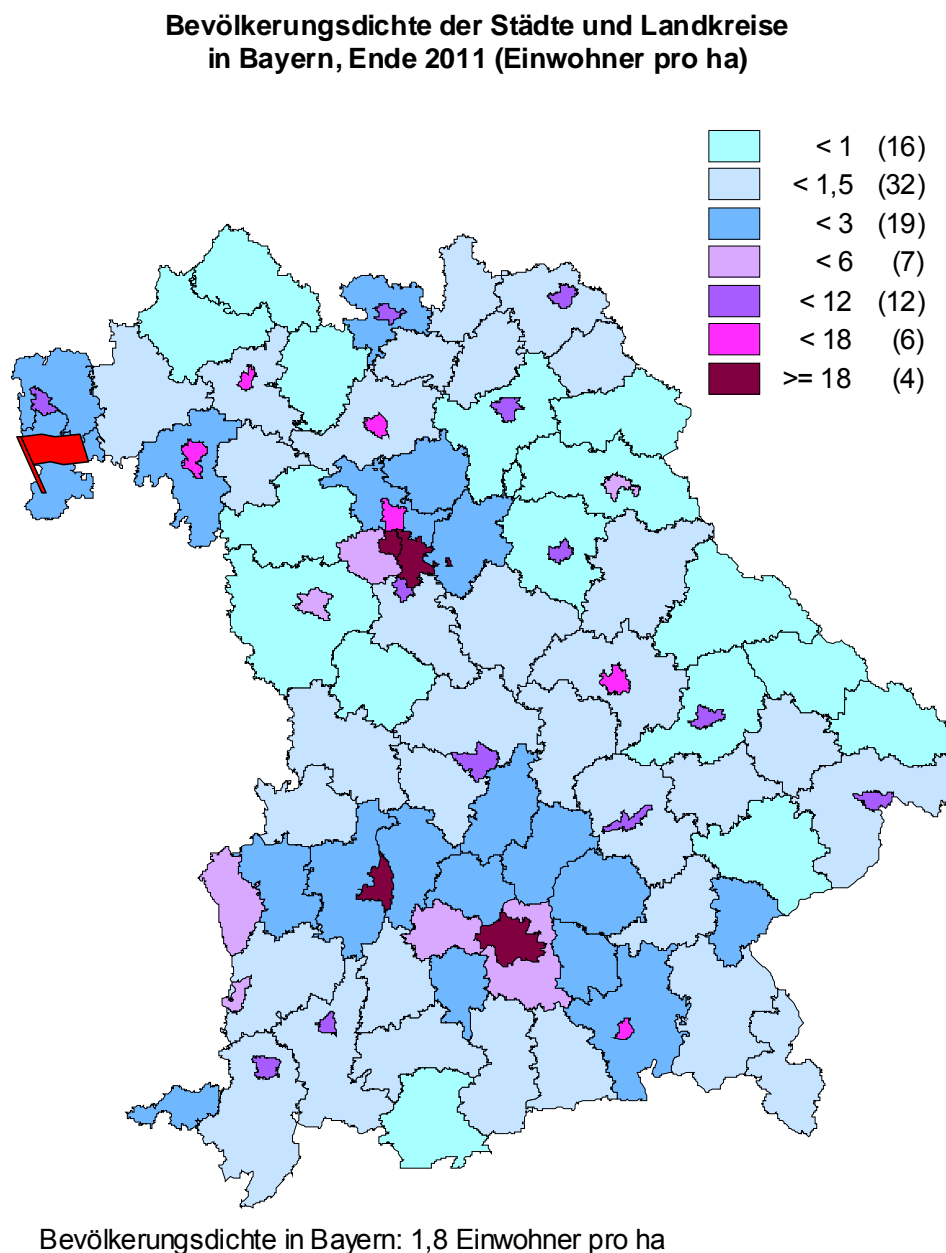 Bevölkerungsdichte der Städte und Landkreise
in Bayern, Ende 2011 (Einwohner pro ha)
< 1 (16)
< 1,5 (32)
< 3 (19)
< 6 (7)
< 12 (12)
< 18 (6)
>= 18 (4)
Bevölkerungsdichte in Bayern: 1,8 Einwohner pro ha